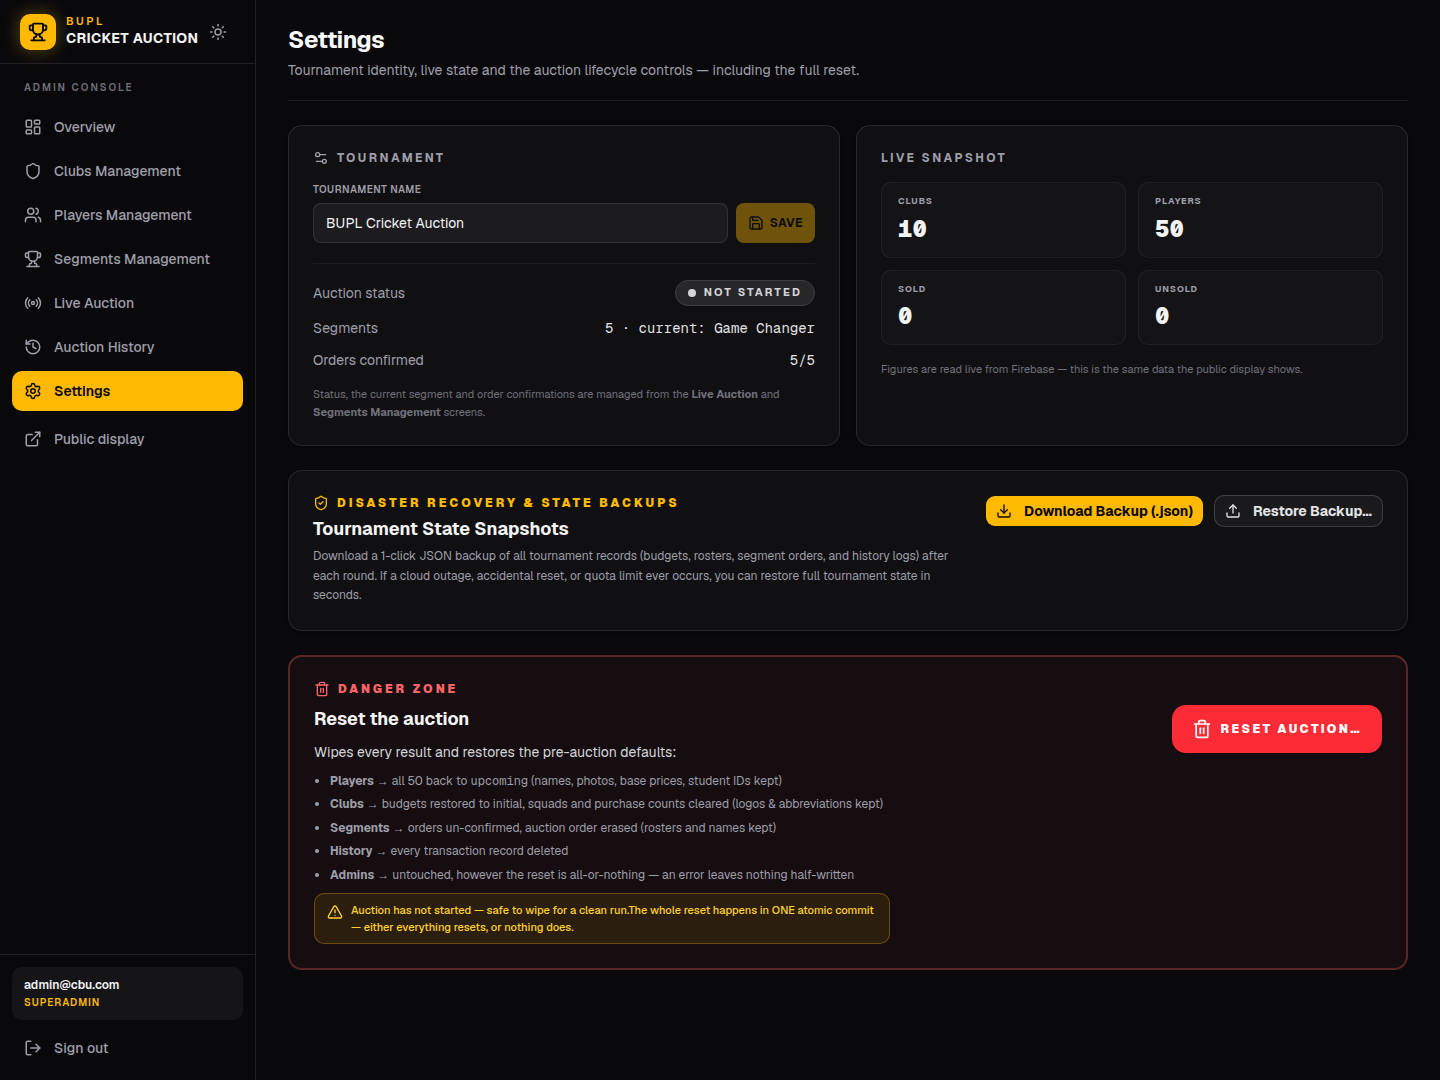 BUPL
CRICKET AUCTION
ADMIN CONSOLE
Overview
Clubs Management
Players Management
Segments Management
Live Auction
Auction History
Settings
Public display
admin@cbu.com
SUPERADMIN
Sign out
Settings
Tournament identity, live state and the auction lifecycle controls — including the full reset.
TOURNAMENT
TOURNAMENT NAME
BUPL Cricket Auction
SAVE
Auction status
NOT STARTED
Segments
5 · current: Game Changer
Orders confirmed
5/5
Status, the current segment and order confirmations are managed from the Live Auction and
Segments Management screens.
LIVE SNAPSHOT
CLUBS
10
PLAYERS
50
SOLD
0
UNSOLD
0
Figures are read live from Firebase — this is the same data the public display shows.
DISASTER RECOVERY & STATE BACKUPS
Tournament State Snapshots
Download a 1-click JSON backup of all tournament records (budgets, rosters, segment orders, and history logs) after
each round. If a cloud outage, accidental reset, or quota limit ever occurs, you can restore full tournament state in
seconds.
Download Backup (.json)
Restore Backup...
DANGER ZONE
Reset the auction
Wipes every result and restores the pre-auction defaults:
• Players → all 50 back to upcoming (names, photos, base prices, student IDs kept)
• Clubs → budgets restored to initial, squads and purchase counts cleared (logos & abbreviations kept)
• Segments → orders un-confirmed, auction order erased (rosters and names kept)
• History → every transaction record deleted
• Admins → untouched, however the reset is all-or-nothing — an error leaves nothing half-written
Auction has not started — safe to wipe for a clean run.The whole reset happens in ONE atomic commit
— either everything resets, or nothing does.
RESET AUCTION…